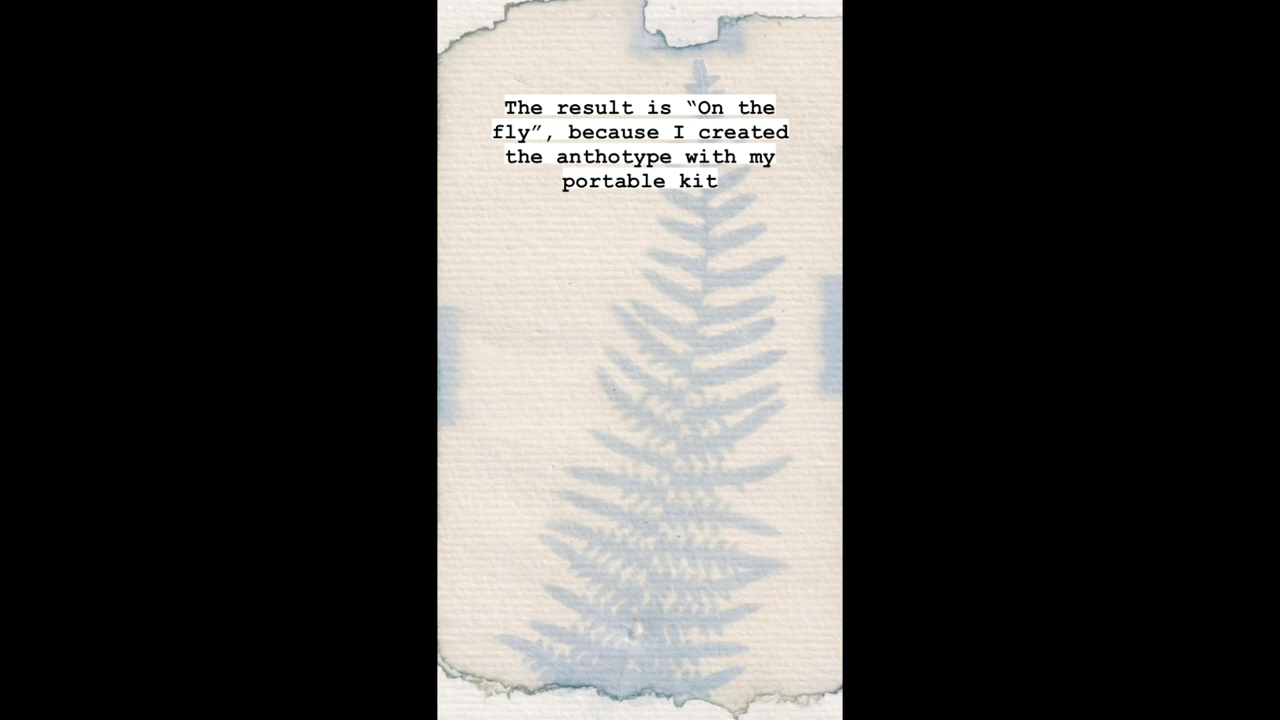 The result is “On the
fly”, because I created
the anthotype with my
portable kit